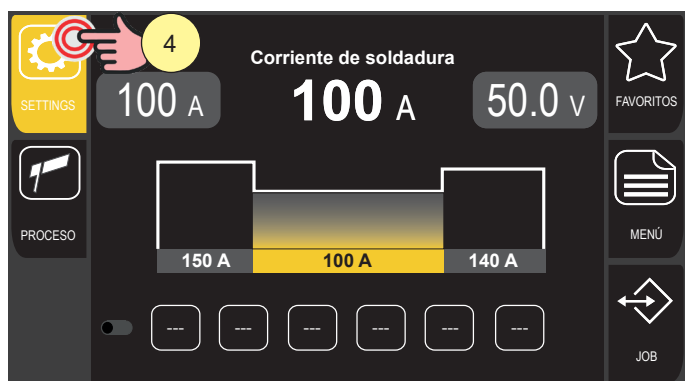 4
Corriente de soldadura
SETTINGS
100 A
100 A
50.0 V
FAVORITOS
PROCESO
MENÚ
150 A
100 A
140 A
---
---
---
---
---
---
JOB